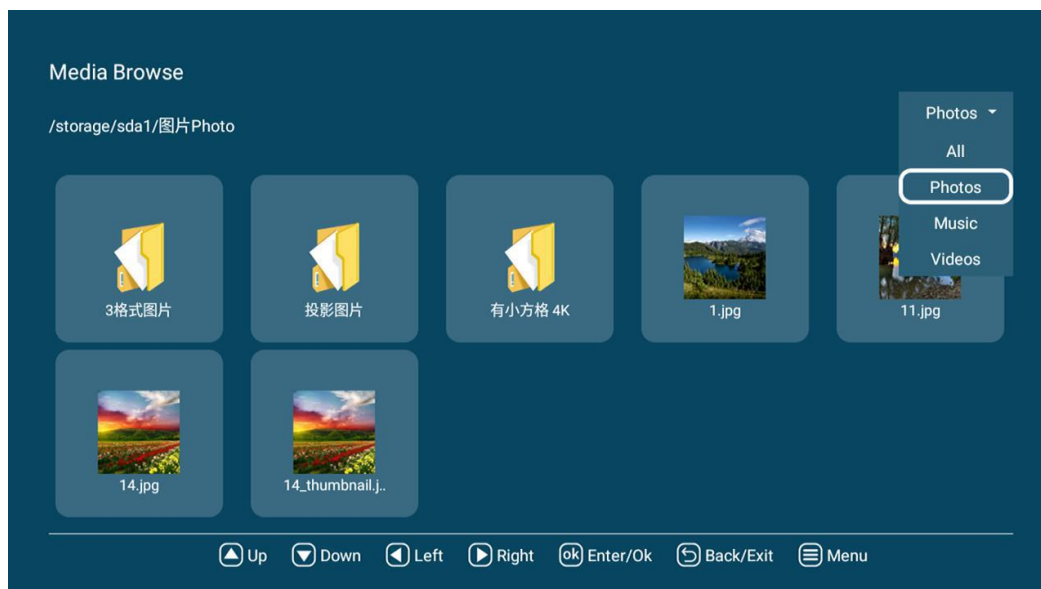 Media Browse
/storage/sda1/图片Photo
Photos
All
Photos
Music
Videos
3格式图片
投影图片
有小方格 4K
1.jpg
11.jpg
14.jpg
14_thumbnail.j..
Up Down Left Right ok Enter/Ok Back/Exit Menu